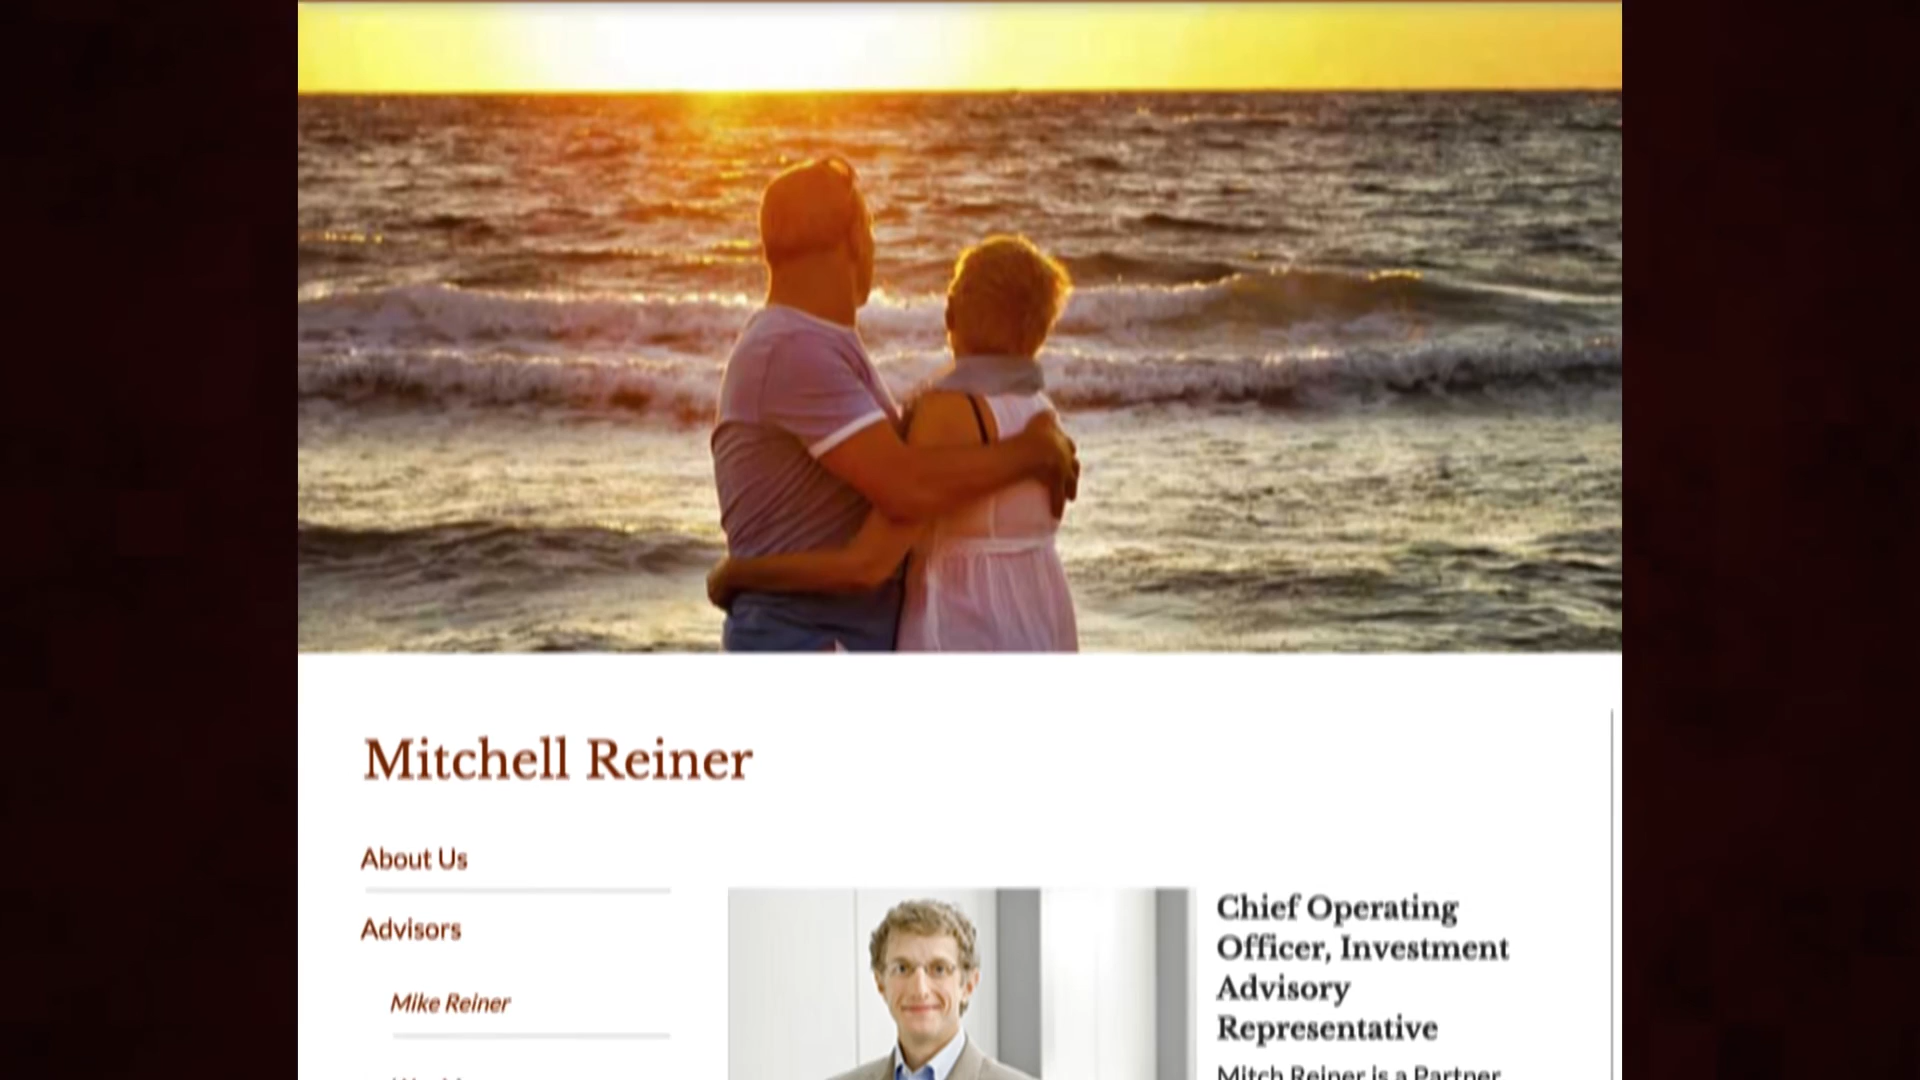 Mitchell Reiner
About Us
Advisors
Mike Reiner
Chief Operating
Officer, Investment
Advisory
Representative
Mitch Reiner is a Partner